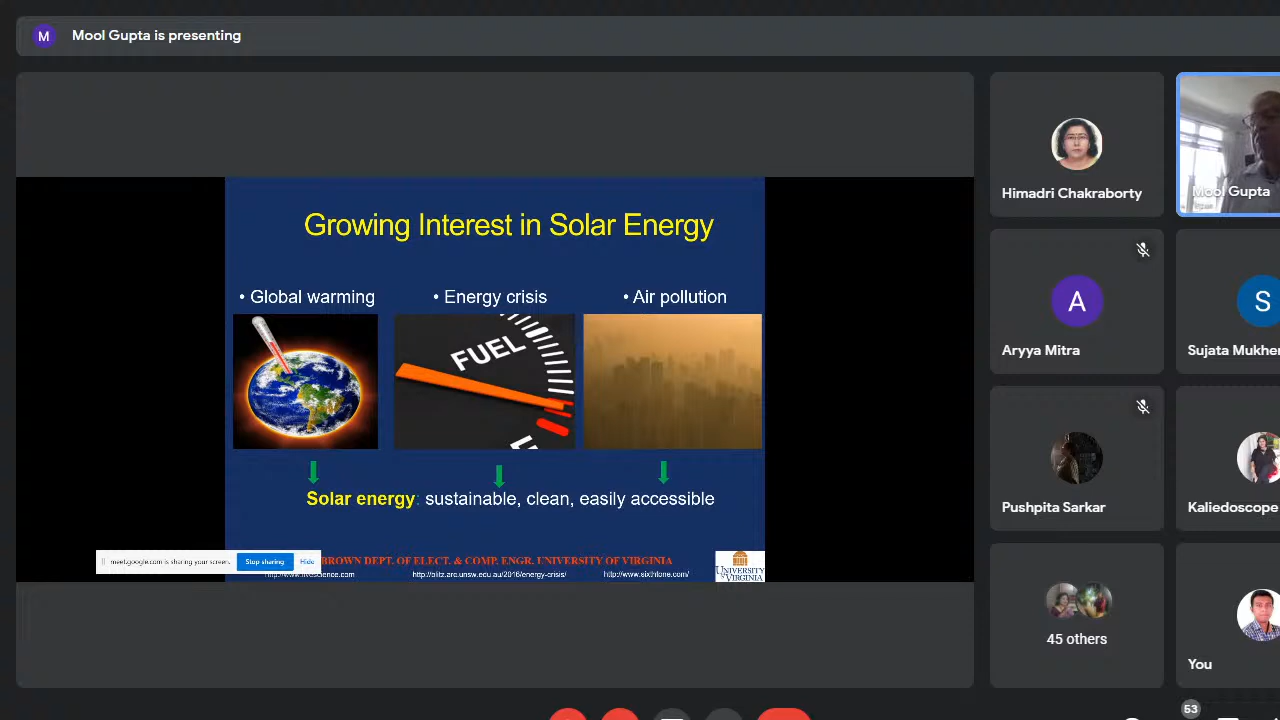 M
Mool Gupta is presenting
Growing Interest in Solar Energy
• Global warming
• Energy crisis
• Air pollution
FUEL
Solar energy: sustainable, clean, easily accessible
meet.google.com is sharing your screen.
Stop sharing
Hide
BROWN DEPT. OF ELECT. & COMP. ENGR. UNIVERSITY OF VIRGINIA
http://www.livescience.com
http://blitz.arc.unsw.edu.au/2016/energy-crisis/
http://www.sixthtone.com/
UNIVERSITY
of VIRGINIA
Himadri Chakraborty
Mool Gupta
A
Aryya Mitra
S
Sujata Mukher
Pushpita Sarkar
Kaliedoscope
45 others
You
53